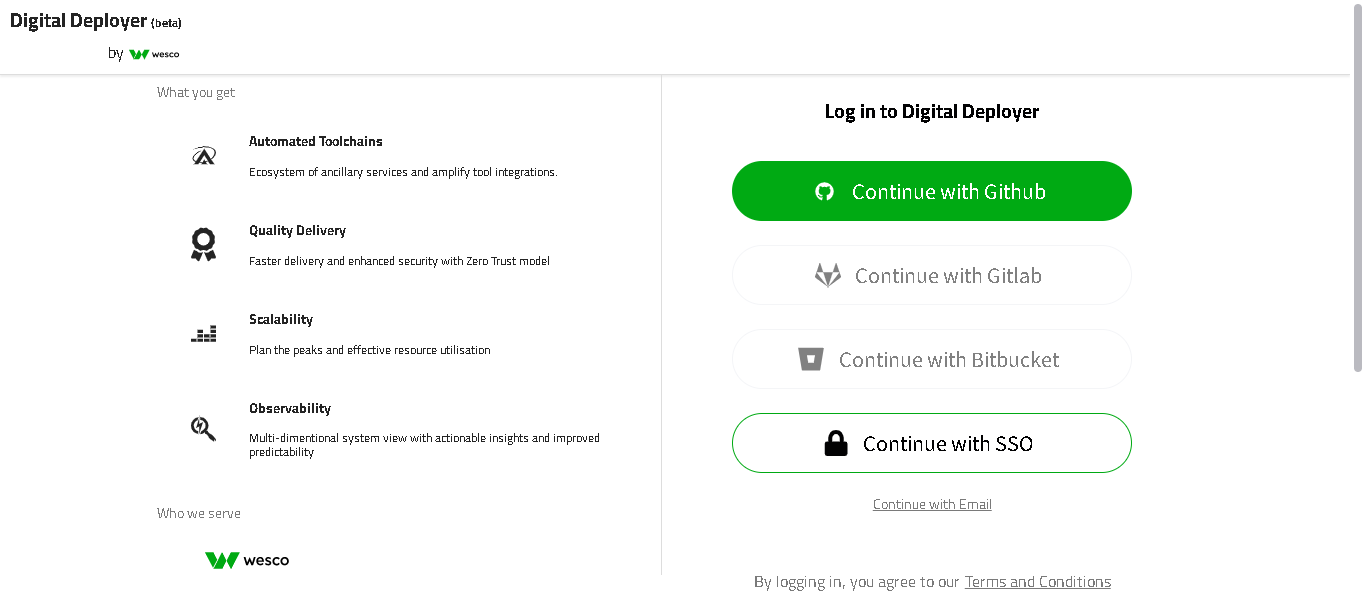 Digital Deployer (beta)
by wesco
What you get
Automated Toolchains
Ecosystem of ancillary services and amplify tool integrations.
Quality Delivery
Faster delivery and enhanced security with Zero Trust model
Scalability
Plan the peaks and effective resource utilisation
Observability
Multi-dimentional system view with actionable insights and improved
predictability
Who we serve
wesco
Log in to Digital Deployer
Continue with Github
Continue with Gitlab
Continue with Bitbucket
Continue with SSO
Continue with Email
By logging in, you agree to our Terms and Conditions